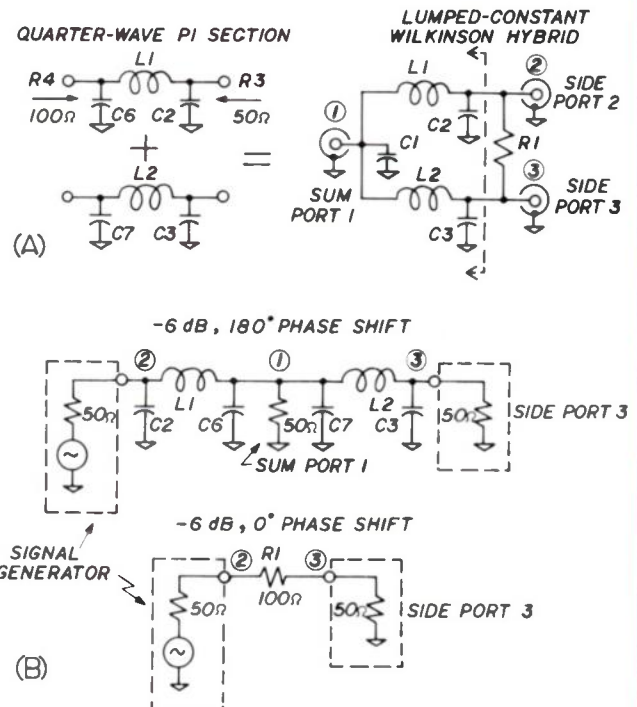 QUARTER-WAVE PI SECTION
L1
R4
R3
100Ω
C6
C2
50Ω
+
=
L2
C7
C3
(A)
LUMPED-CONSTANT
WILKINSON HYBRID
L1
2
SIDE
PORT 2
1
C2
C1
R1
SUM
PORT 1
L2
3
SIDE
PORT 3
C3
-6 dB, 180° PHASE SHIFT
2
1
3
50Ω
C2
L1
C6
50Ω
C7
L2
C3
50Ω
SIDE PORT 3
SUM PORT 1
-6 dB, 0° PHASE SHIFT
SIGNAL
GENERATOR
2
R1
3
50Ω
100Ω
50Ω
SIDE PORT 3
(B)